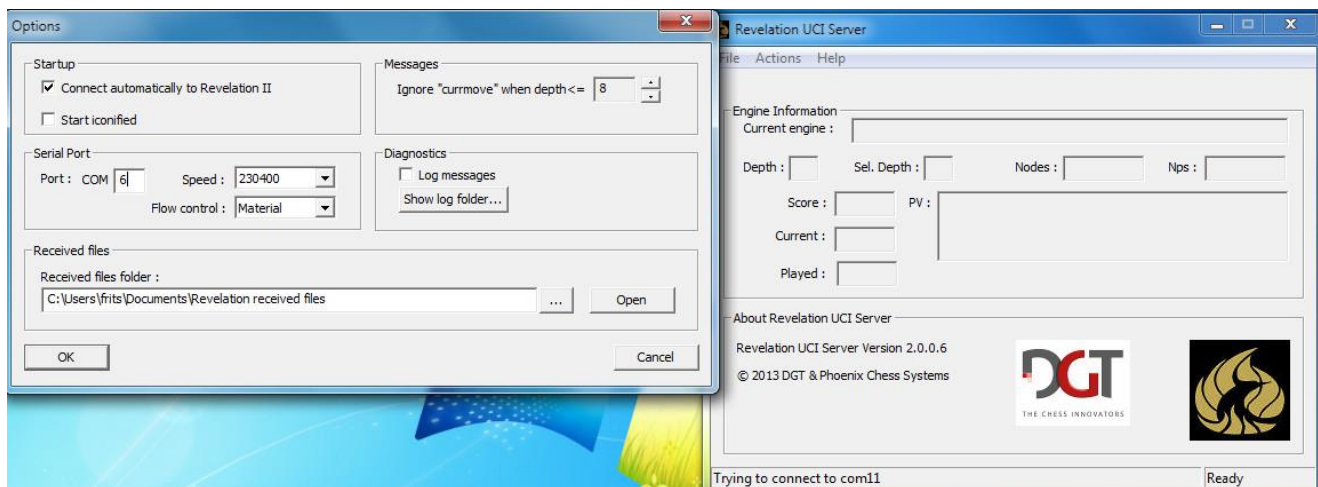 Options
Startup
Connect automatically to Revelation II
Start iconified
Messages
Ignore "currmove" when depth<= 8
Serial Port
Port : COM 6 Speed : 230400
Flow control : Material
Diagnostics
Log messages
Show log folder...
Received files
Received files folder :
C:\Users\frits\Documents\Revelation received files ... Open
OK Cancel
Revelation UCI Server
File Actions Help
Engine Information
Current engine :
Depth : Sel. Depth : Nodes : Nps :
Score : PV :
Current :
Played :
About Revelation UCI Server
Revelation UCI Server Version 2.0.0.6
© 2013 DGT & Phoenix Chess Systems
DGT
THE CHESS INNOVATORS
Trying to connect to com11 Ready